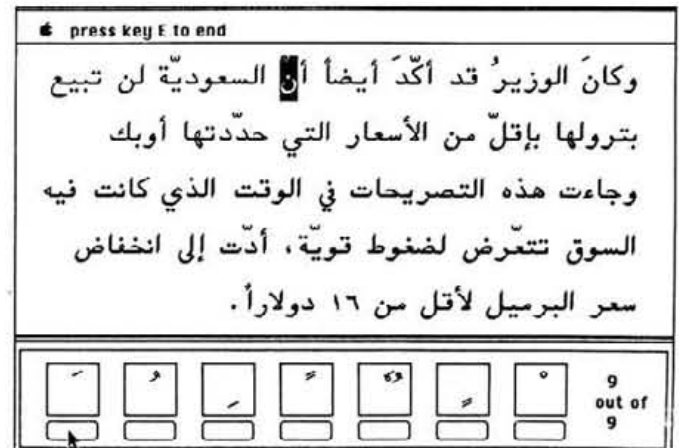 press key E to end
وكانَ الوزيرُ قد أكّدَ أيضاً أنّ السعوديّة لن تبيع
بترولها بإقلّ من الأسعار التي حدّدتها أوبك
وجاءت هذه التصريحات في الوقت الذي كانت فيه
السوق تتعّرض لضغوط قويّة، أدّت إلى انخفاض
سعر البرميل لأقل من ١٦ دولاراً.
9
out of
9